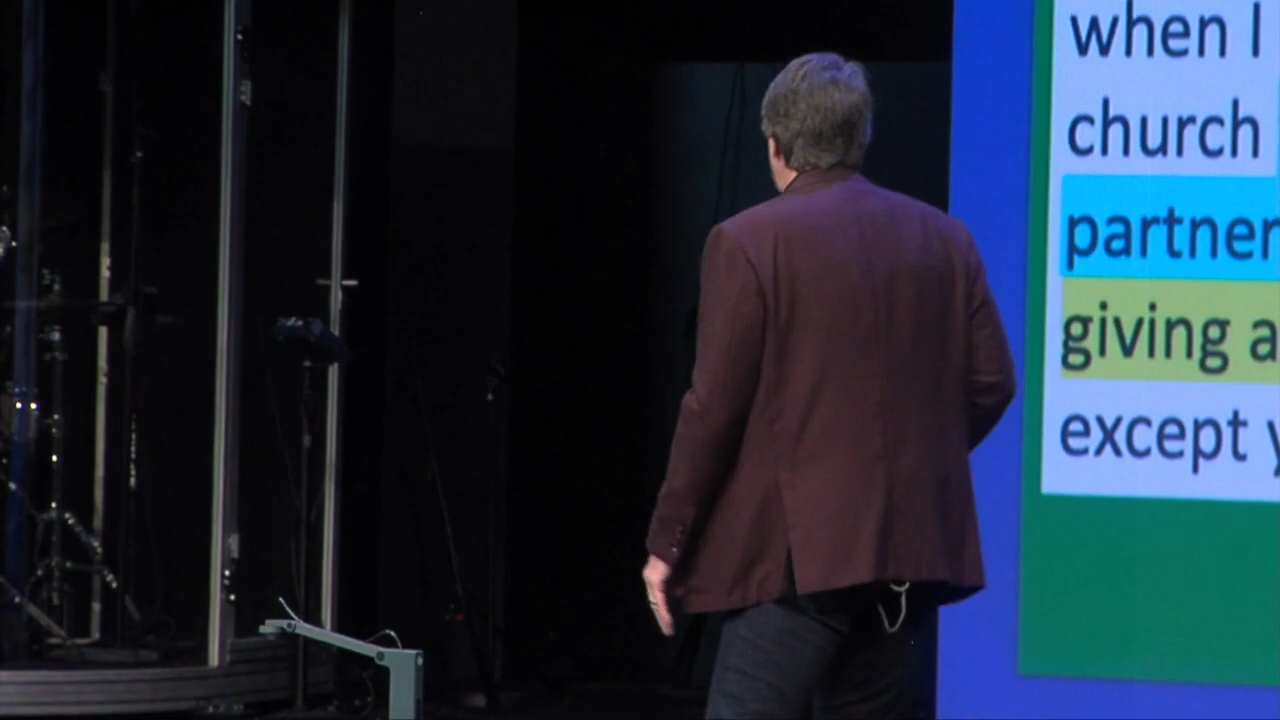 when I
church
partner
giving a
except